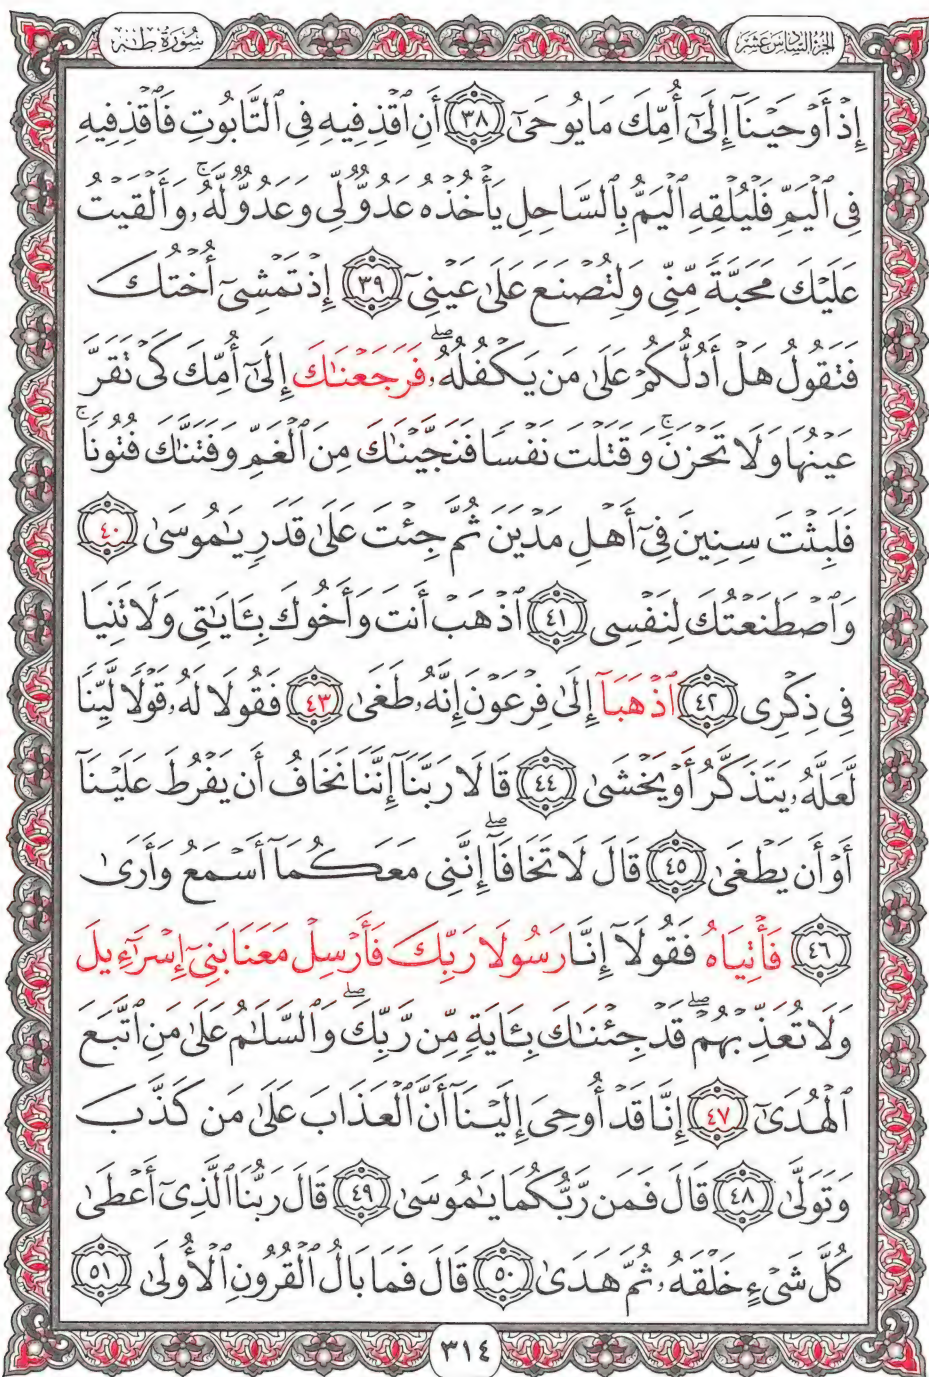 الجزء السادس عشر
سورة طه
إِذْ أَوْحَيْنَآ إِلَىٰٓ أُمِّكَ مَا يُوحَىٰٓ ٣٨ أَنِ ٱقْذِفِيهِ فِى ٱلتَّابُوتِ فَٱقْذِفِيهِ
فِى ٱلْيَمِّ فَلْيُلْقِهِ ٱلْيَمُّ بِٱلسَّاحِلِ يَأْخُذْهُ عَدُوٌّ لِّى وَعَدُوٌّ لَّهُۥ ۚ وَأَلْقَيْتُ
عَلَيْكَ مَحَبَّةً مِّنِّى وَلِتُصْنَعَ عَلَىٰ عَيْنِىٓ ٣٩ إِذْ تَمْشِىٓ أُخْتُكَ
فَتَقُولُ هَلْ أَدُلُّكُمْ عَلَىٰ مَن يَكْفُلُهُۥ ۖ فَرَجَعْنَٰكَ إِلَىٰٓ أُمِّكَ كَىْ تَقَرَّ
عَيْنُهَا وَلَا تَحْزَنَ ۚ وَقَتَلْتَ نَفْسًا فَنَجَّيْنَٰكَ مِنَ ٱلْغَمِّ وَفَتَنَّٰكَ فُتُونًا ۚ
فَلَبِثْتَ سِنِينَ فِىٓ أَهْلِ مَدْيَنَ ثُمَّ جِئْتَ عَلَىٰ قَدَرٍ يَٰمُوسَىٰ ٤٠
وَٱصْطَنَعْتُكَ لِنَفْسِى ٤١ ٱذْهَبْ أَنتَ وَأَخُوكَ بِـَٔايَٰتِى وَلَا تَنِيَا
فِى ذِكْرِى ٤٢ ٱذْهَبَآ إِلَىٰ فِرْعَوْنَ إِنَّهُۥ طَغَىٰ ٤٣ فَقُولَا لَهُۥ قَوْلًا لَّيِّنًا
لَّعَلَّهُۥ يَتَذَكَّرُ أَوْ يَخْشَىٰ ٤٤ قَالَا رَبَّنَآ إِنَّنَا نَخَافُ أَن يَفْرُطَ عَلَيْنَآ
أَوْ أَن يَطْغَىٰ ٤٥ قَالَ لَا تَخَافَآ ۖ إِنَّنِى مَعَكُمَآ أَسْمَعُ وَأَرَىٰ
٤٦ فَأْتِيَاهُ فَقُولَآ إِنَّا رَسُولَا رَبِّكَ فَأَرْسِلْ مَعَنَا بَنِىٓ إِسْرَٰٓءِيلَ
وَلَا تُعَذِّبْهُمْ ۖ قَدْ جِئْنَٰكَ بِـَٔايَةٍ مِّن رَّبِّكَ ۖ وَٱلسَّلَٰمُ عَلَىٰ مَنِ ٱتَّبَعَ
ٱلْهُدَىٰٓ ٤٧ إِنَّا قَدْ أُوحِىَ إِلَيْنَآ أَنَّ ٱلْعَذَابَ عَلَىٰ مَن كَذَّبَ
وَتَوَلَّىٰ ٤٨ قَالَ فَمَن رَّبُّكُمَا يَٰمُوسَىٰ ٤٩ قَالَ رَبُّنَا ٱلَّذِىٓ أَعْطَىٰ
كُلَّ شَىْءٍ خَلْقَهُۥ ثُمَّ هَدَىٰ ٥٠ قَالَ فَمَا بَالُ ٱلْقُرُونِ ٱلْأُولَىٰ ٥١
٣١٤